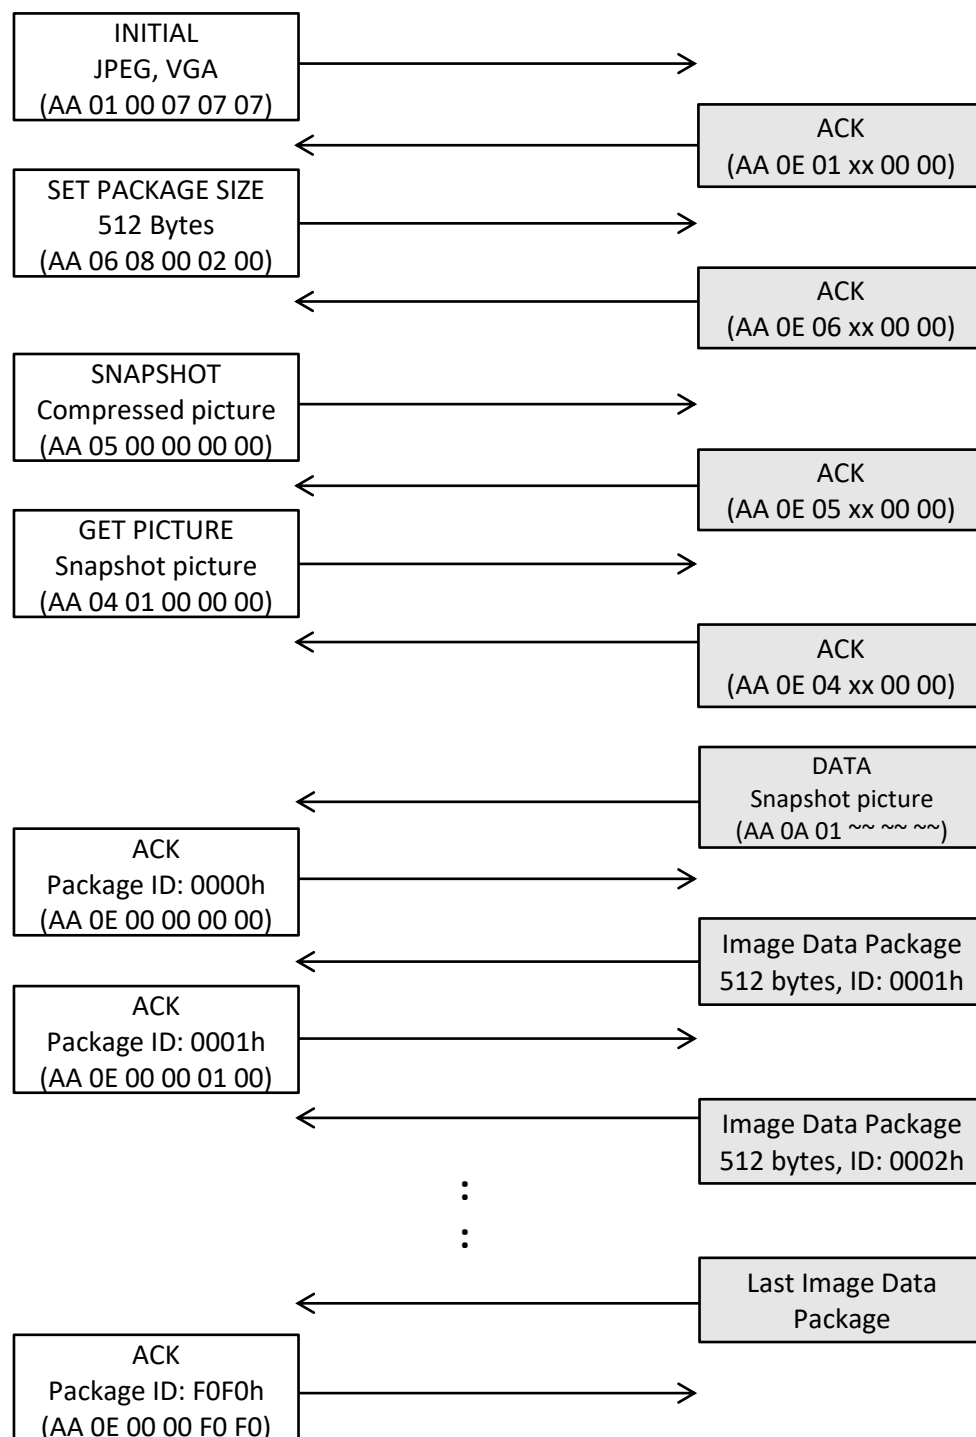 INITIAL
JPEG, VGA
(AA 01 00 07 07 07)
ACK
(AA 0E 01 xx 00 00)
SET PACKAGE SIZE
512 Bytes
(AA 06 08 00 02 00)
ACK
(AA 0E 06 xx 00 00)
SNAPSHOT
Compressed picture
(AA 05 00 00 00 00)
ACK
(AA 0E 05 xx 00 00)
GET PICTURE
Snapshot picture
(AA 04 01 00 00 00)
ACK
(AA 0E 04 xx 00 00)
DATA
Snapshot picture
(AA 0A 01 ~~ ~~ ~~)
ACK
Package ID: 0000h
(AA 0E 00 00 00 00)
Image Data Package
512 bytes, ID: 0001h
ACK
Package ID: 0001h
(AA 0E 00 00 01 00)
Image Data Package
512 bytes, ID: 0002h
:
:
Last Image Data
Package
ACK
Package ID: F0F0h
(AA 0E 00 00 F0 F0)